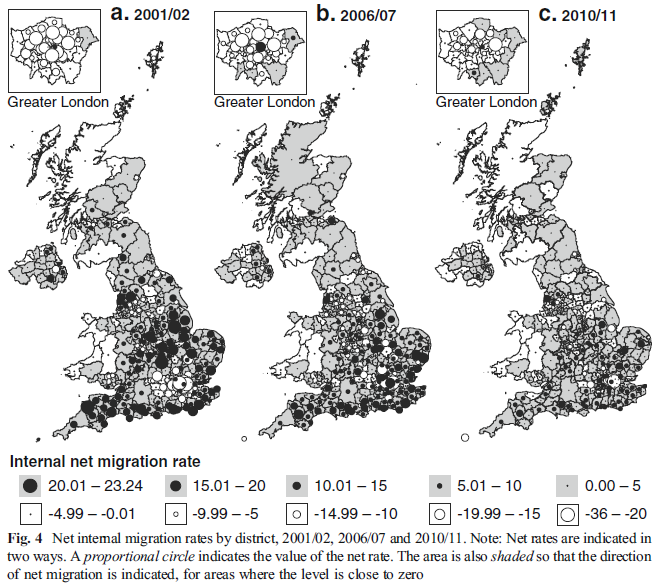 a. 2001/02
b. 2006/07
c. 2010/11
Greater London
Greater London
Greater London
Internal net migration rate
20.01 – 23.24
15.01 – 20
10.01 – 15
5.01 – 10
0.00 – 5
-4.99 – -0.01
-9.99 – -5
-14.99 – -10
-19.99 – -15
-36 – -20
Fig. 4 Net internal migration rates by district, 2001/02, 2006/07 and 2010/11. Note: Net rates are indicated in
two ways. A proportional circle indicates the value of the net rate. The area is also shaded so that the direction
of net migration is indicated, for areas where the level is close to zero